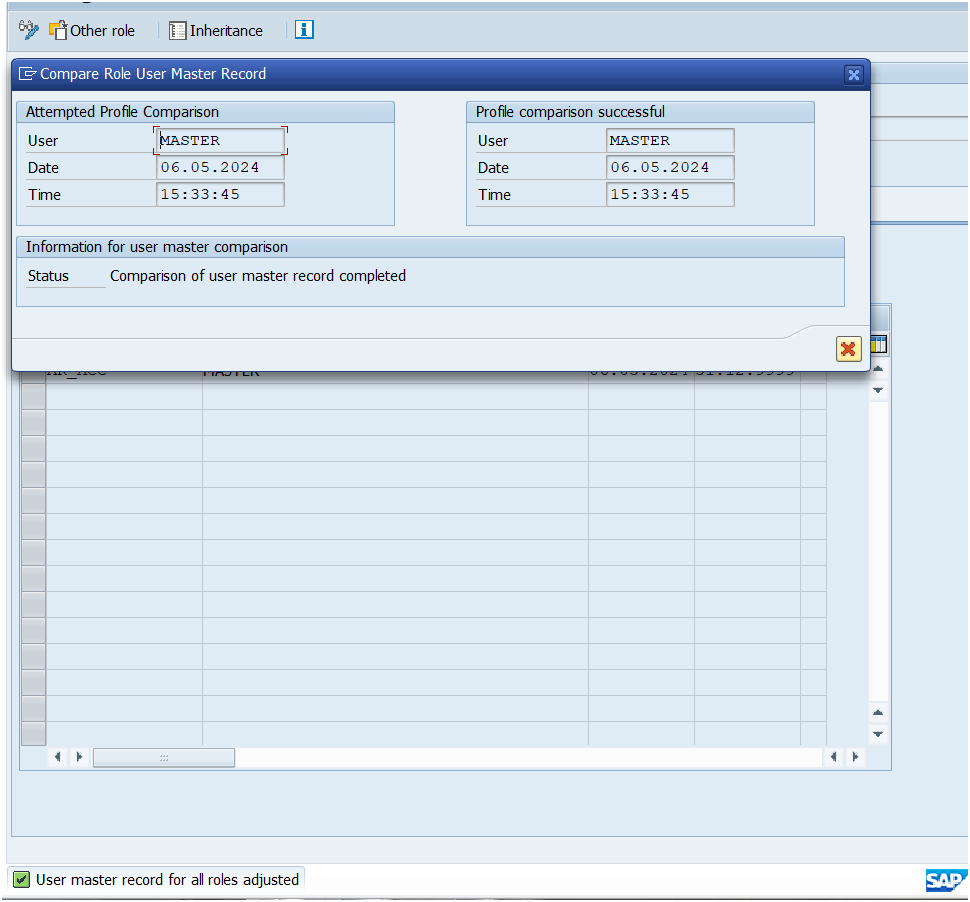 Other role Inheritance
Compare Role User Master Record
Attempted Profile Comparison
User MASTER
Date 06.05.2024
Time 15:33:45
Profile comparison successful
User MASTER
Date 06.05.2024
Time 15:33:45
Information for user master comparison
Status Comparison of user master record completed
MASTER
User master record for all roles adjusted
SAP